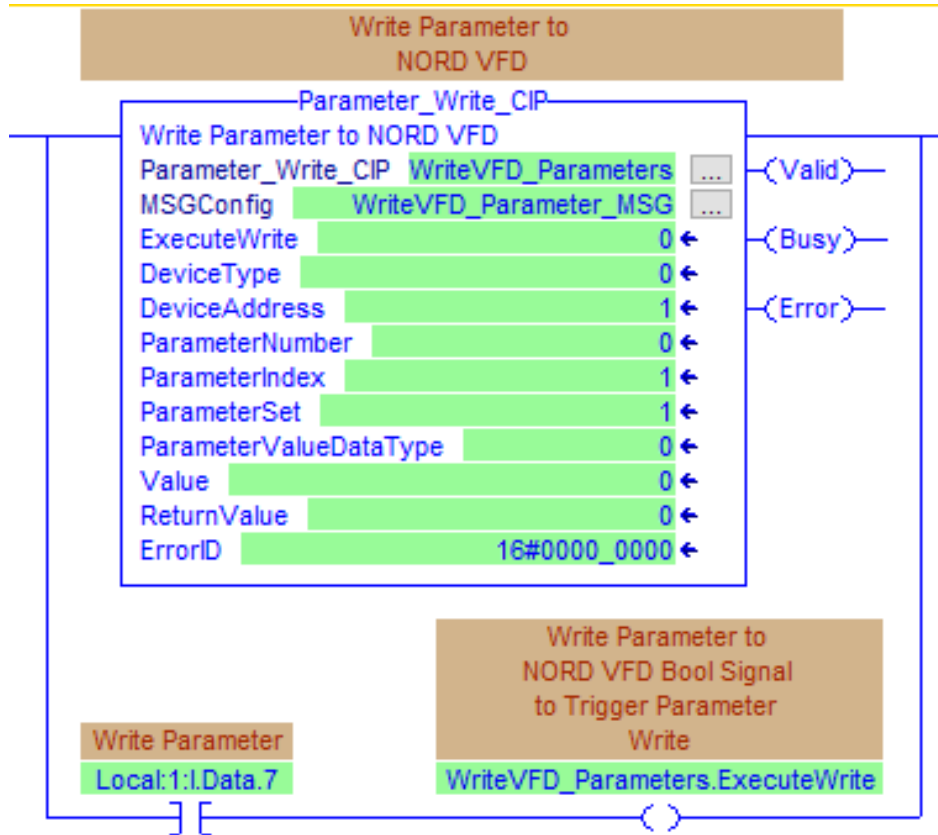 Write Parameter to
NORD VFD
Parameter_Write_CIP
Write Parameter to NORD VFD
Parameter_Write_CIP WriteVFD_Parameters ... (Valid)
MSGConfig WriteVFD_Parameter_MSG ...
ExecuteWrite 0 (Busy)
DeviceType 0
DeviceAddress 1 (Error)
ParameterNumber 0
ParameterIndex 1
ParameterSet 1
ParameterValueDataType 0
Value 0
ReturnValue 0
ErrorID 16#0000_0000
Write Parameter to
NORD VFD Bool Signal
to Trigger Parameter
Write
Write Parameter
Local:1:I.Data.7
WriteVFD_Parameters.ExecuteWrite